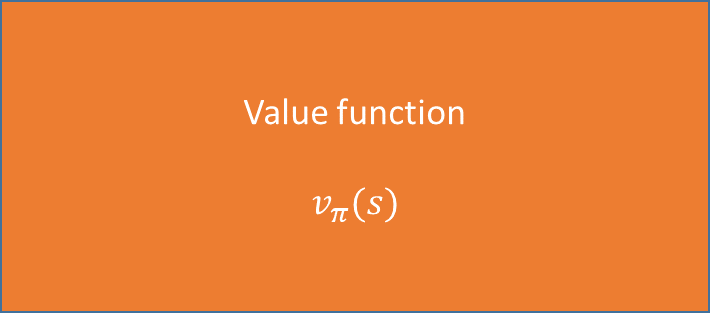 Value function
𝑣𝜋(𝑠)